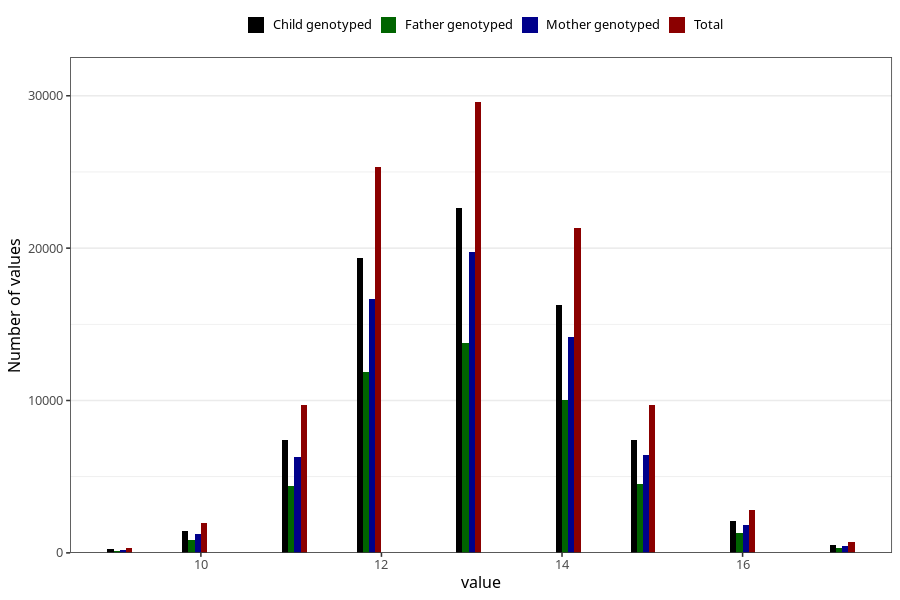 Child genotyped Father genotyped Mother genotyped Total
Number of values
30000
20000
10000
0
10 12 14 16
value